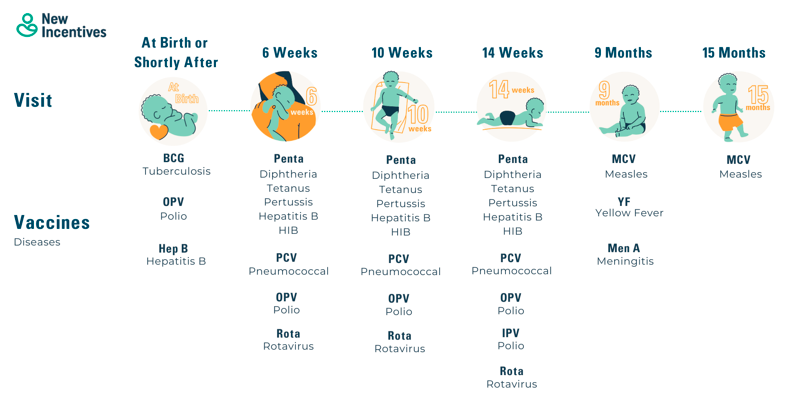 New
Incentives
At Birth or
Shortly After
6 Weeks
10 Weeks
14 Weeks
9 Months
15 Months
Visit
At
Birth
6
weeks
10
weeks
14 weeks
9
months
15
months
Vaccines
Diseases
BCG
Tuberculosis
OPV
Polio
Hep B
Hepatitis B
Penta
Diphtheria
Tetanus
Pertussis
Hepatitis B
HIB
PCV
Pneumococcal
OPV
Polio
Rota
Rotavirus
Penta
Diphtheria
Tetanus
Pertussis
Hepatitis B
HIB
PCV
Pneumococcal
OPV
Polio
Rota
Rotavirus
Penta
Diphtheria
Tetanus
Pertussis
Hepatitis B
HIB
PCV
Pneumococcal
OPV
Polio
IPV
Polio
Rota
Rotavirus
MCV
Measles
YF
Yellow Fever
Men A
Meningitis
MCV
Measles